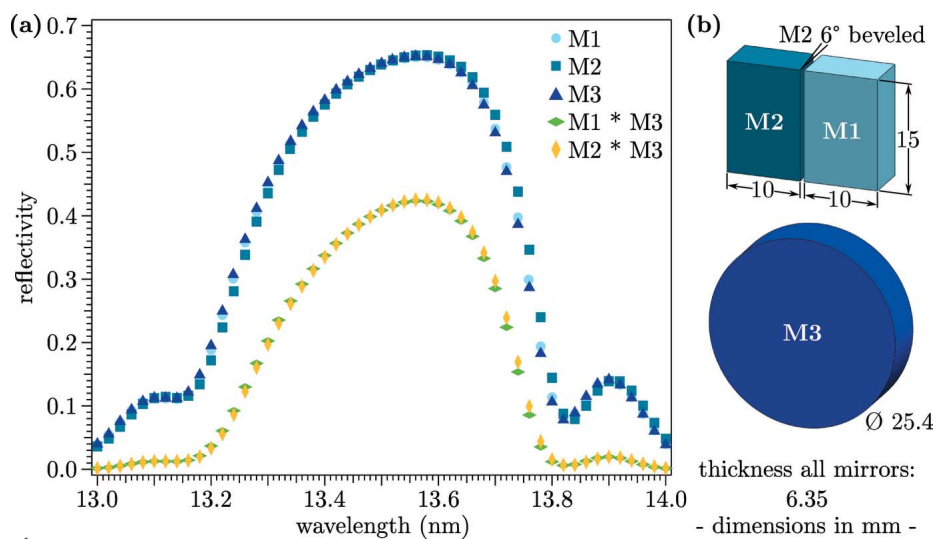 (a)
0.7
0.6
0.5
0.4
0.3
0.2
0.1
0.0
reflectivity
M1
M2
M3
M1 * M3
M2 * M3
13.0
13.2
13.4
13.6
13.8
14.0
wavelength (nm)
(b)
M2 6° beveled
M2
M1
15
10
10
M3
Ø 25.4
thickness all mirrors:
6.35
- dimensions in mm -